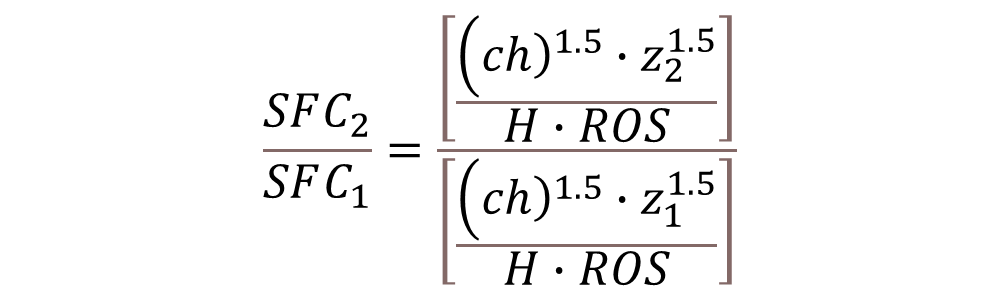 SFC₂ / SFC₁ = [((ch)^1.5 · z₂^1.5) / (H · ROS)] / [((ch)^1.5 · z₁^1.5) / (H · ROS)]